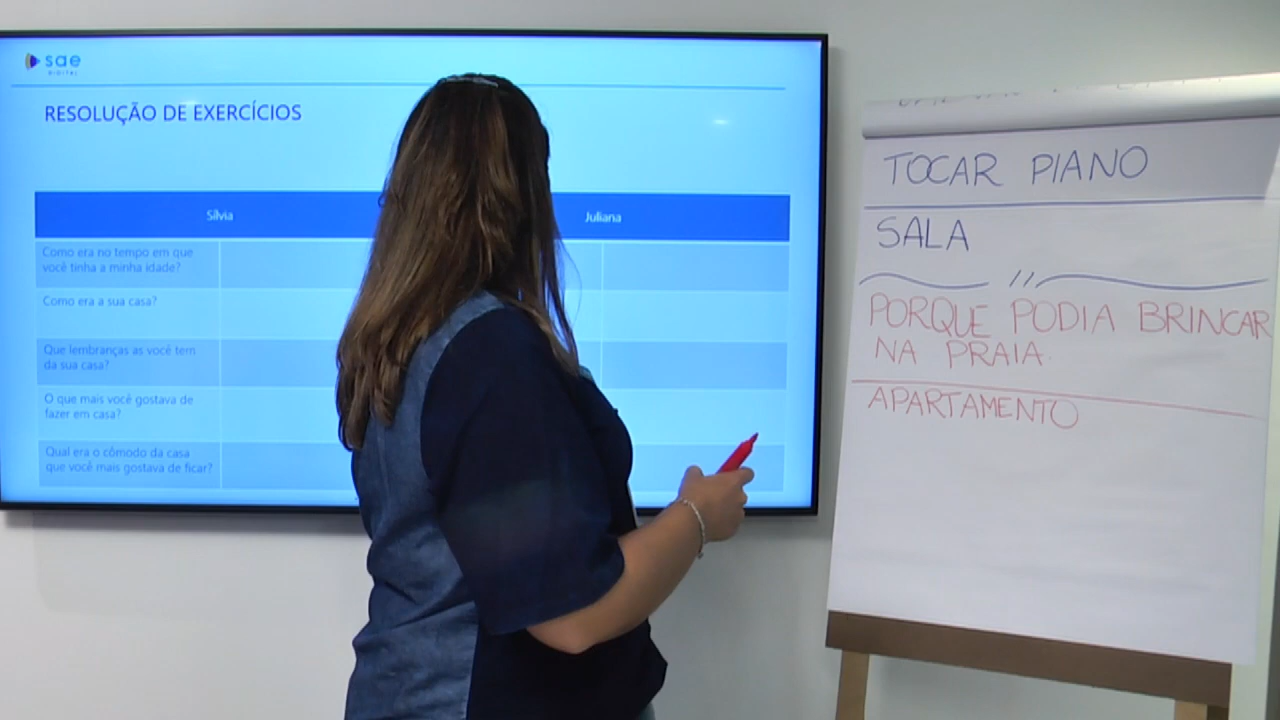 sae
DIGITAL
RESOLUÇÃO DE EXERCÍCIOS
Sílvia
Juliana
Como era no tempo em que
você tinha a minha idade?
Como era a sua casa?
Que lembranças as você tem
da sua casa?
O que mais você gostava de
fazer em casa?
Qual era o cômodo da casa
que você mais gostava de ficar?
TOCAR PIANO
SALA
PORQUE PODIA BRINCAR
NA PRAIA.
APARTAMENTO